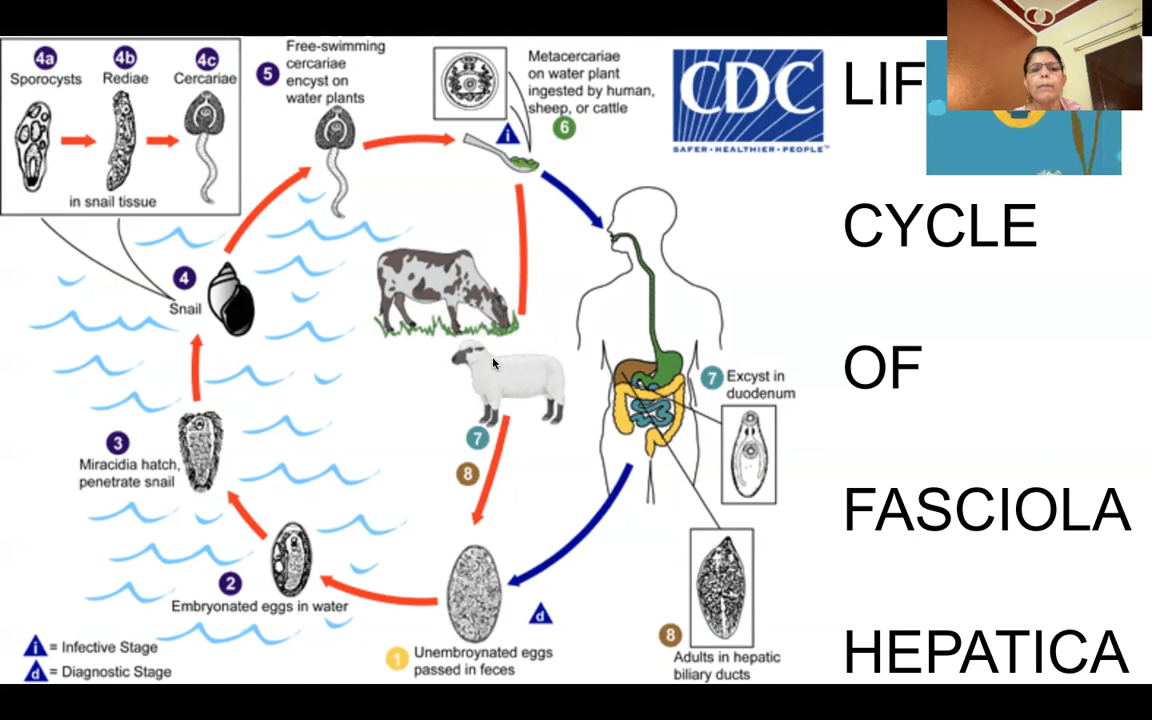 4a
4b
4c
Sporocysts
Rediae
Cercariae
in snail tissue
5
Free-swimming
cercariae
encyst on
water plants
Metacercariae
on water plant
ingested by human,
sheep, or cattle
6
i
CDC
SAFER•HEALTHIER•PEOPLE™
LIF
CYCLE
OF
FASCIOLA
HEPATICA
4
Snail
3
Miracidia hatch,
penetrate snail
7
8
7
Excyst in
duodenum
2
Embryonated eggs in water
d
1
Unembroynated eggs
passed in feces
8
Adults in hepatic
biliary ducts
i = Infective Stage
d = Diagnostic Stage